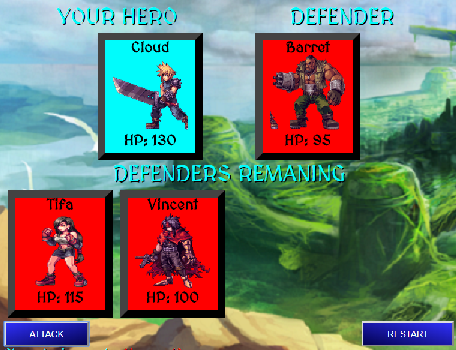 YOUR HERO DEFENDER
Cloud Barret
HP: 130 HP: 95
DEFENDERS REMANING
Tifa Vincent
HP: 115 HP: 100
ATTACK RESTART